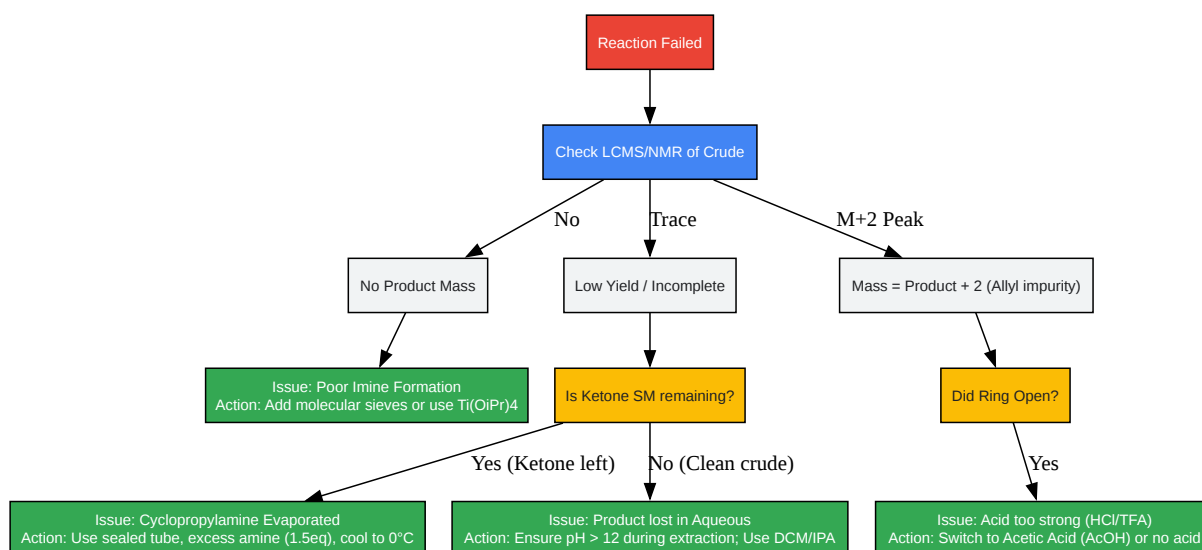 Reaction Failed
Check LCMS/NMR of Crude
No
Trace
M+2 Peak
No Product Mass
Low Yield / Incomplete
Mass = Product + 2 (Allyl impurity)
Issue: Poor Imine Formation
Action: Add molecular sieves or use Ti(OiPr)4
Is Ketone SM remaining?
Did Ring Open?
Yes (Ketone left)
No (Clean crude)
Yes
Issue: Cyclopropylamine Evaporated
Action: Use sealed tube, excess amine (1.5eq), cool to 0°C
Issue: Product lost in Aqueous
Action: Ensure pH > 12 during extraction; Use DCM/IPA
Issue: Acid too strong (HCl/TFA)
Action: Switch to Acetic Acid (AcOH) or no acid